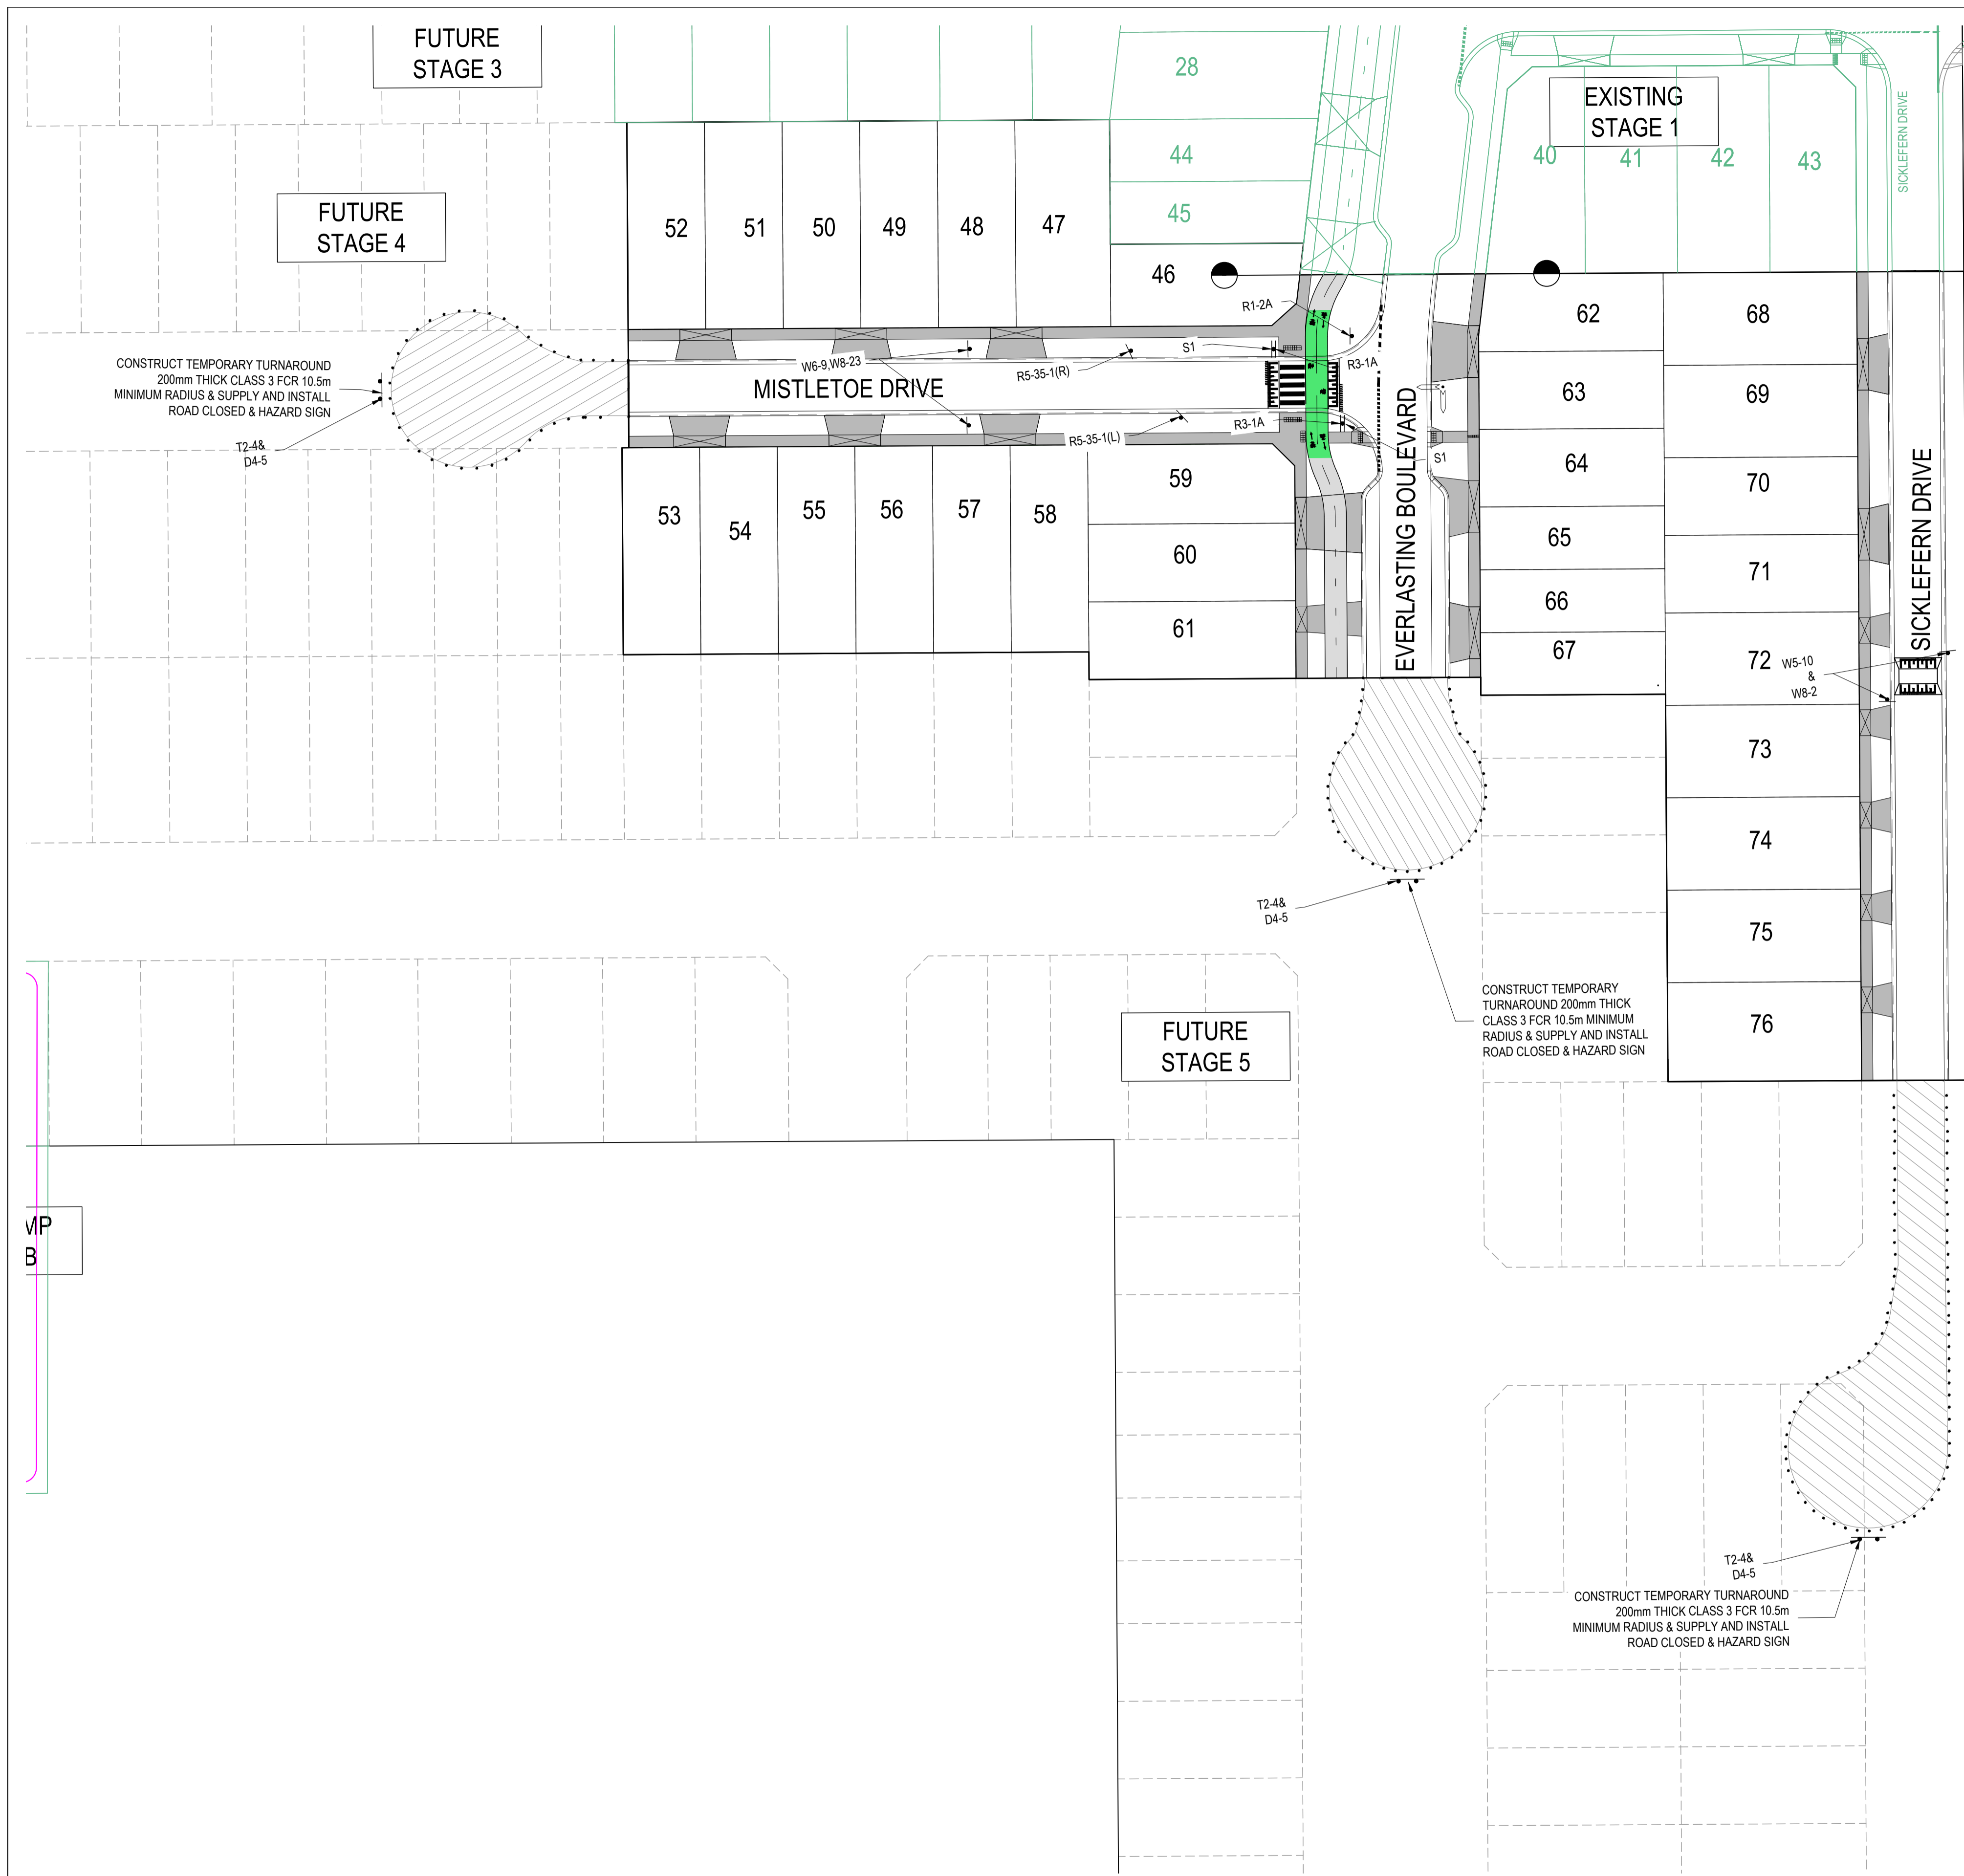 FUTURE
STAGE 3
28
EXISTING
STAGE 1
SICKLEFERN DRIVE
44
40
41
42
43
FUTURE
STAGE 4
45
52
51
50
49
48
47
46
R1-2A
62
68
CONSTRUCT TEMPORARY TURNAROUND
200mm THICK CLASS 3 FCR 10.5m
MINIMUM RADIUS & SUPPLY AND INSTALL
ROAD CLOSED & HAZARD SIGN
W6-9,W8-23
R5-35-1(R)
S1
R3-1A
MISTLETOE DRIVE
63
69
T2-4&
D4-5
R5-35-1(L)
R3-1A
S1
EVERLASTING BOULEVARD
SICKLEFERN DRIVE
64
70
53
54
55
56
57
58
59
60
61
65
66
67
71
72
W5-10
&
W8-2
73
74
75
76
T2-4&
D4-5
CONSTRUCT TEMPORARY
TURNAROUND 200mm THICK
CLASS 3 FCR 10.5m MINIMUM
RADIUS & SUPPLY AND INSTALL
ROAD CLOSED & HAZARD SIGN
FUTURE
STAGE 5
MP
B
T2-4&
D4-5
CONSTRUCT TEMPORARY TURNAROUND
200mm THICK CLASS 3 FCR 10.5m
MINIMUM RADIUS & SUPPLY AND INSTALL
ROAD CLOSED & HAZARD SIGN